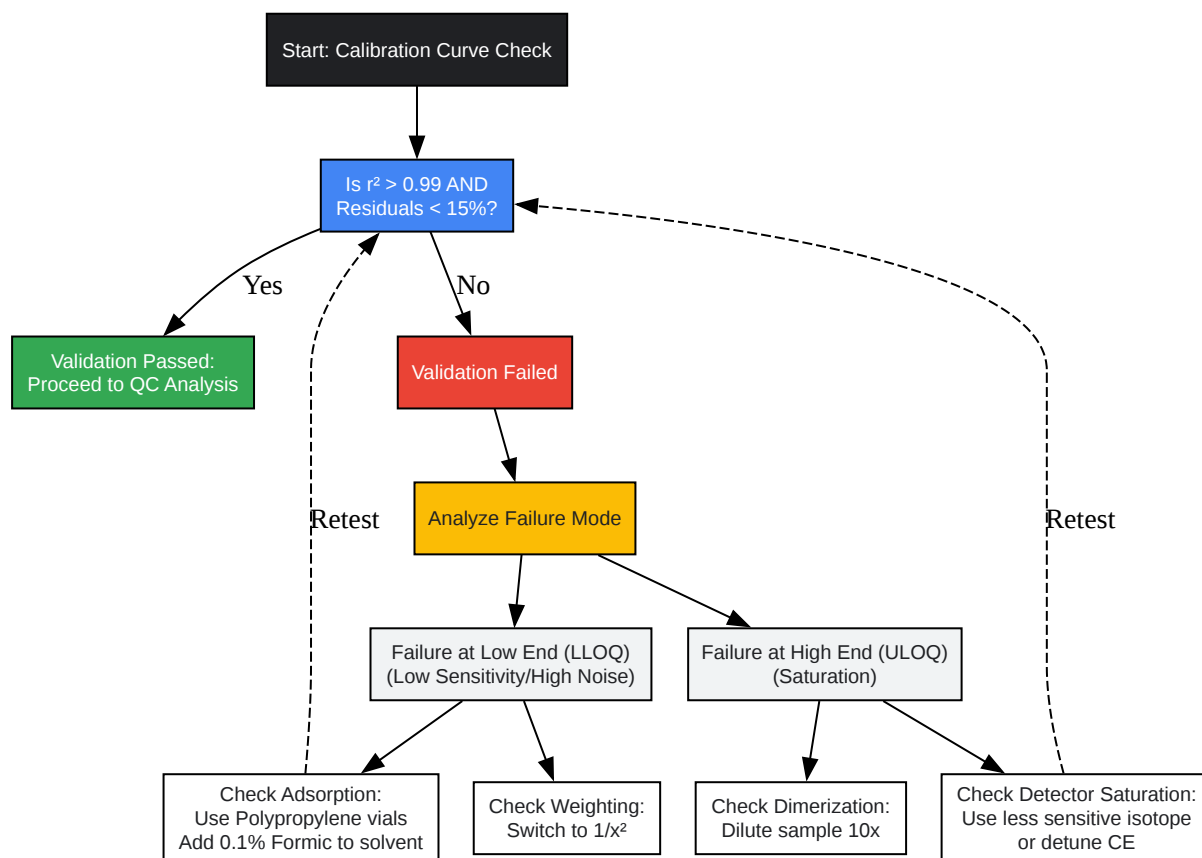 Start: Calibration Curve Check
Is r² > 0.99 AND
Residuals < 15%?
Yes
No
Validation Passed:
Proceed to QC Analysis
Validation Failed
Retest
Analyze Failure Mode
Retest
Failure at Low End (LLOQ)
(Low Sensitivity/High Noise)
Failure at High End (ULOQ)
(Saturation)
Check Adsorption:
Use Polypropylene vials
Add 0.1% Formic to solvent
Check Weighting:
Switch to 1/x²
Check Dimerization:
Dilute sample 10x
Check Detector Saturation:
Use less sensitive isotope
or detune CE